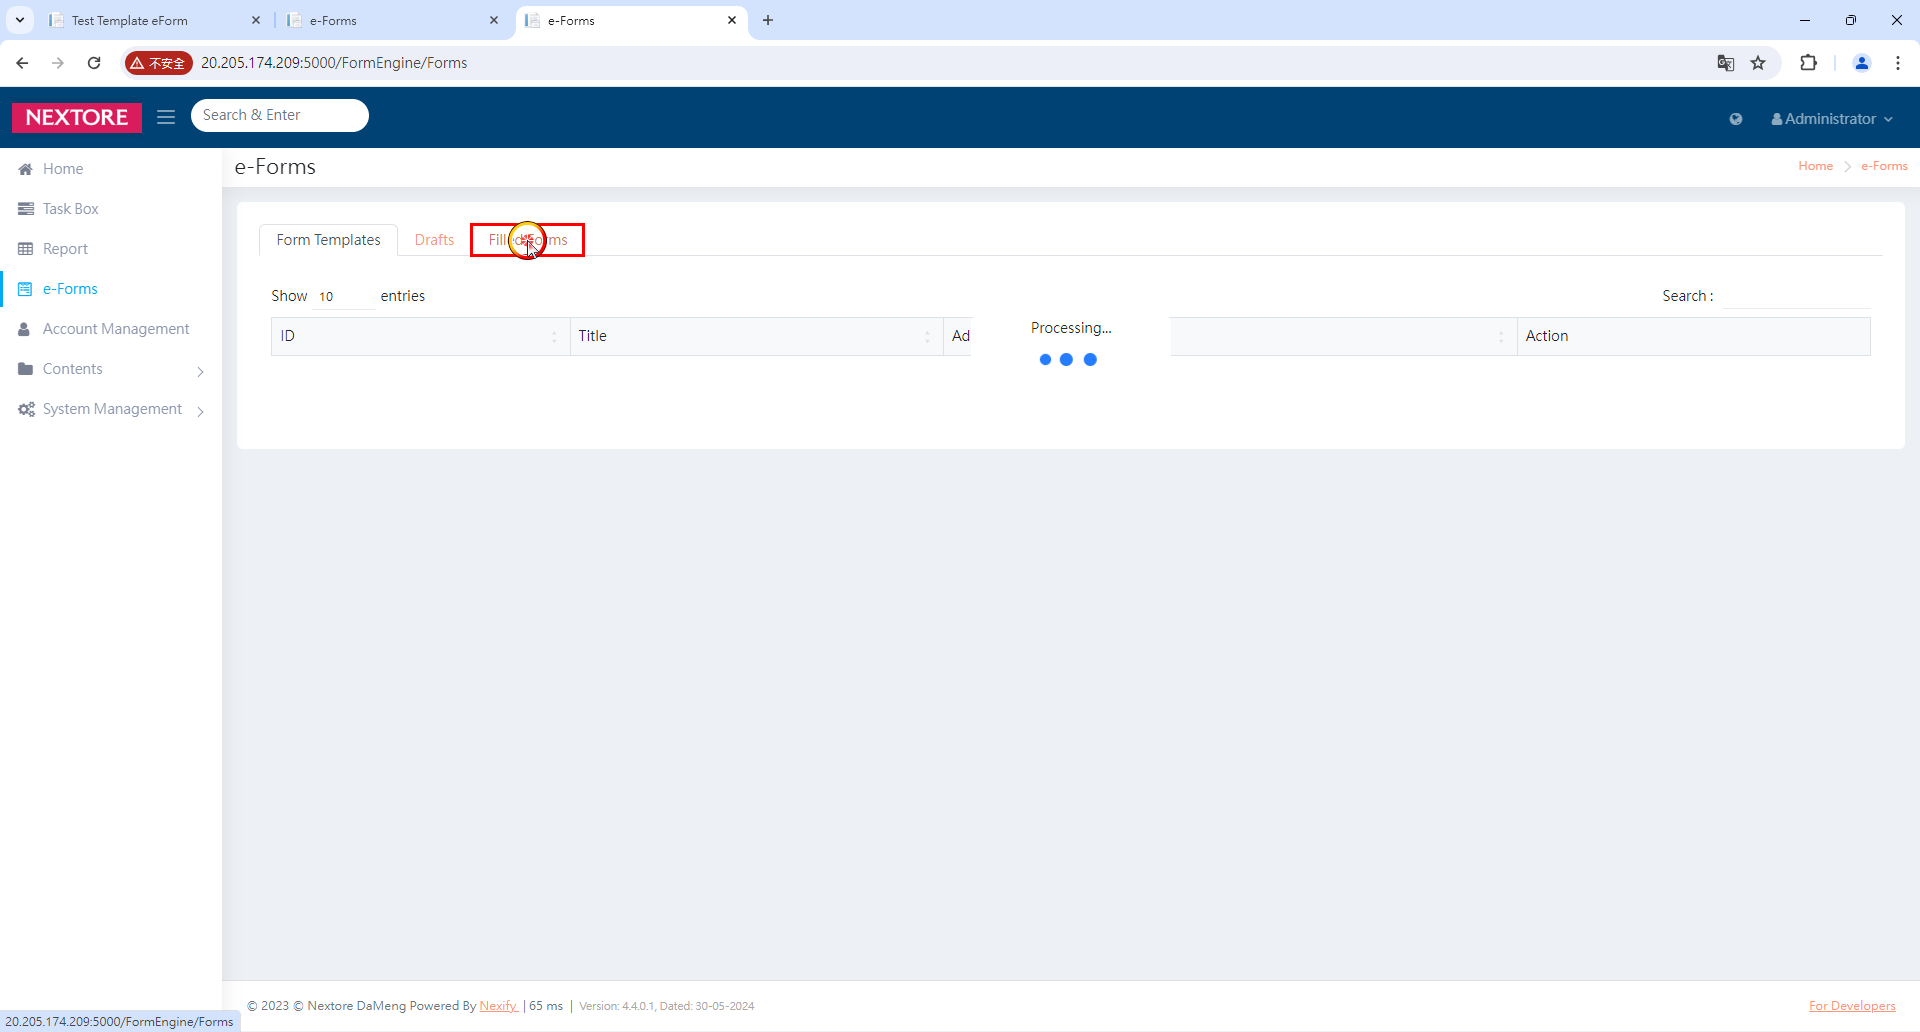 Test Template eForm
e-Forms
e-Forms
不安全
20.205.174.209:5000/FormEngine/Forms
NEXTORE
Search & Enter
Administrator
Home
Task Box
Report
e-Forms
Account Management
Contents
System Management
e-Forms
Home
e-Forms
Form Templates
Drafts
Filled Forms
Show 10 entries
Search :
ID
Title
Ad
Action
Processing...
© 2023 © Nextore DaMeng Powered By Nexify | 65 ms | Version: 4.4.0.1, Dated: 30-05-2024
For Developers
20.205.174.209:5000/FormEngine/Forms